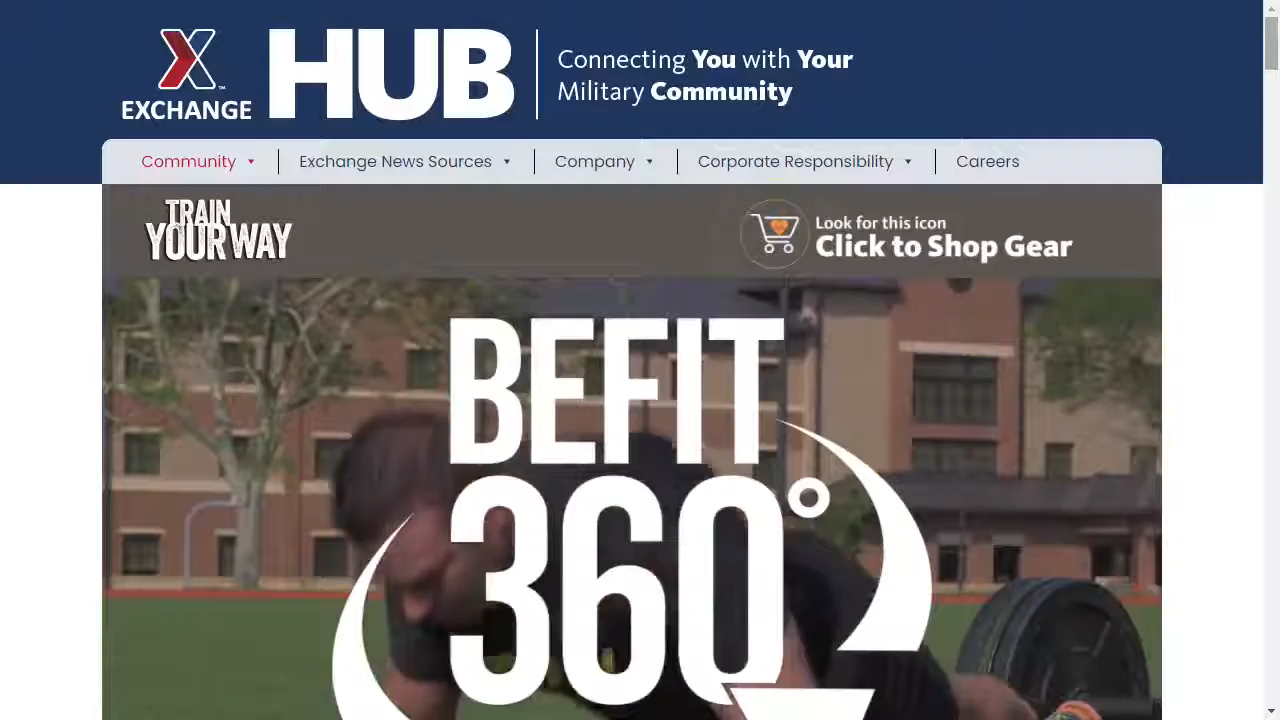 EXCHANGE
HUB
Connecting You with Your
Military Community
Community
Exchange News Sources
Company
Corporate Responsibility
Careers
TRAIN
YOUR WAY
Look for this icon
Click to Shop Gear
BEFIT
360°